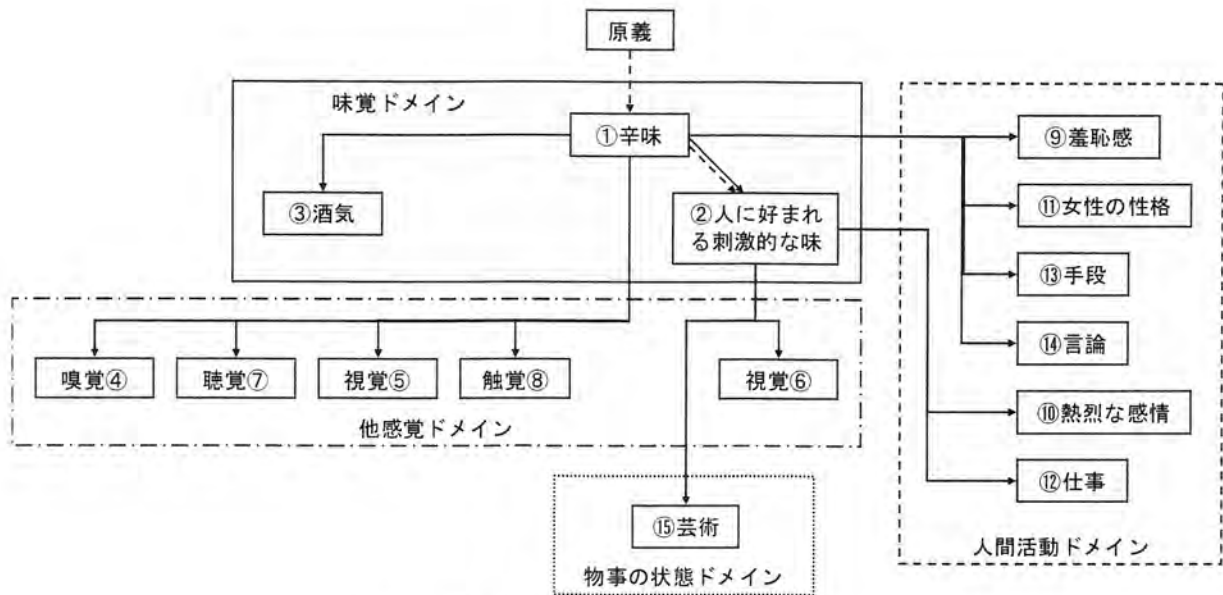 原義
味覚ドメイン
①辛味
③酒気
②人に好まれ
る刺激的な味
⑨羞恥感
⑪女性の性格
⑬手段
⑭言論
⑩熱烈な感情
⑫仕事
人間活動ドメイン
嗅覚④
聴覚⑦
視覚⑤
触覚⑧
視覚⑥
他感覚ドメイン
⑮芸術
物事の状態ドメイン